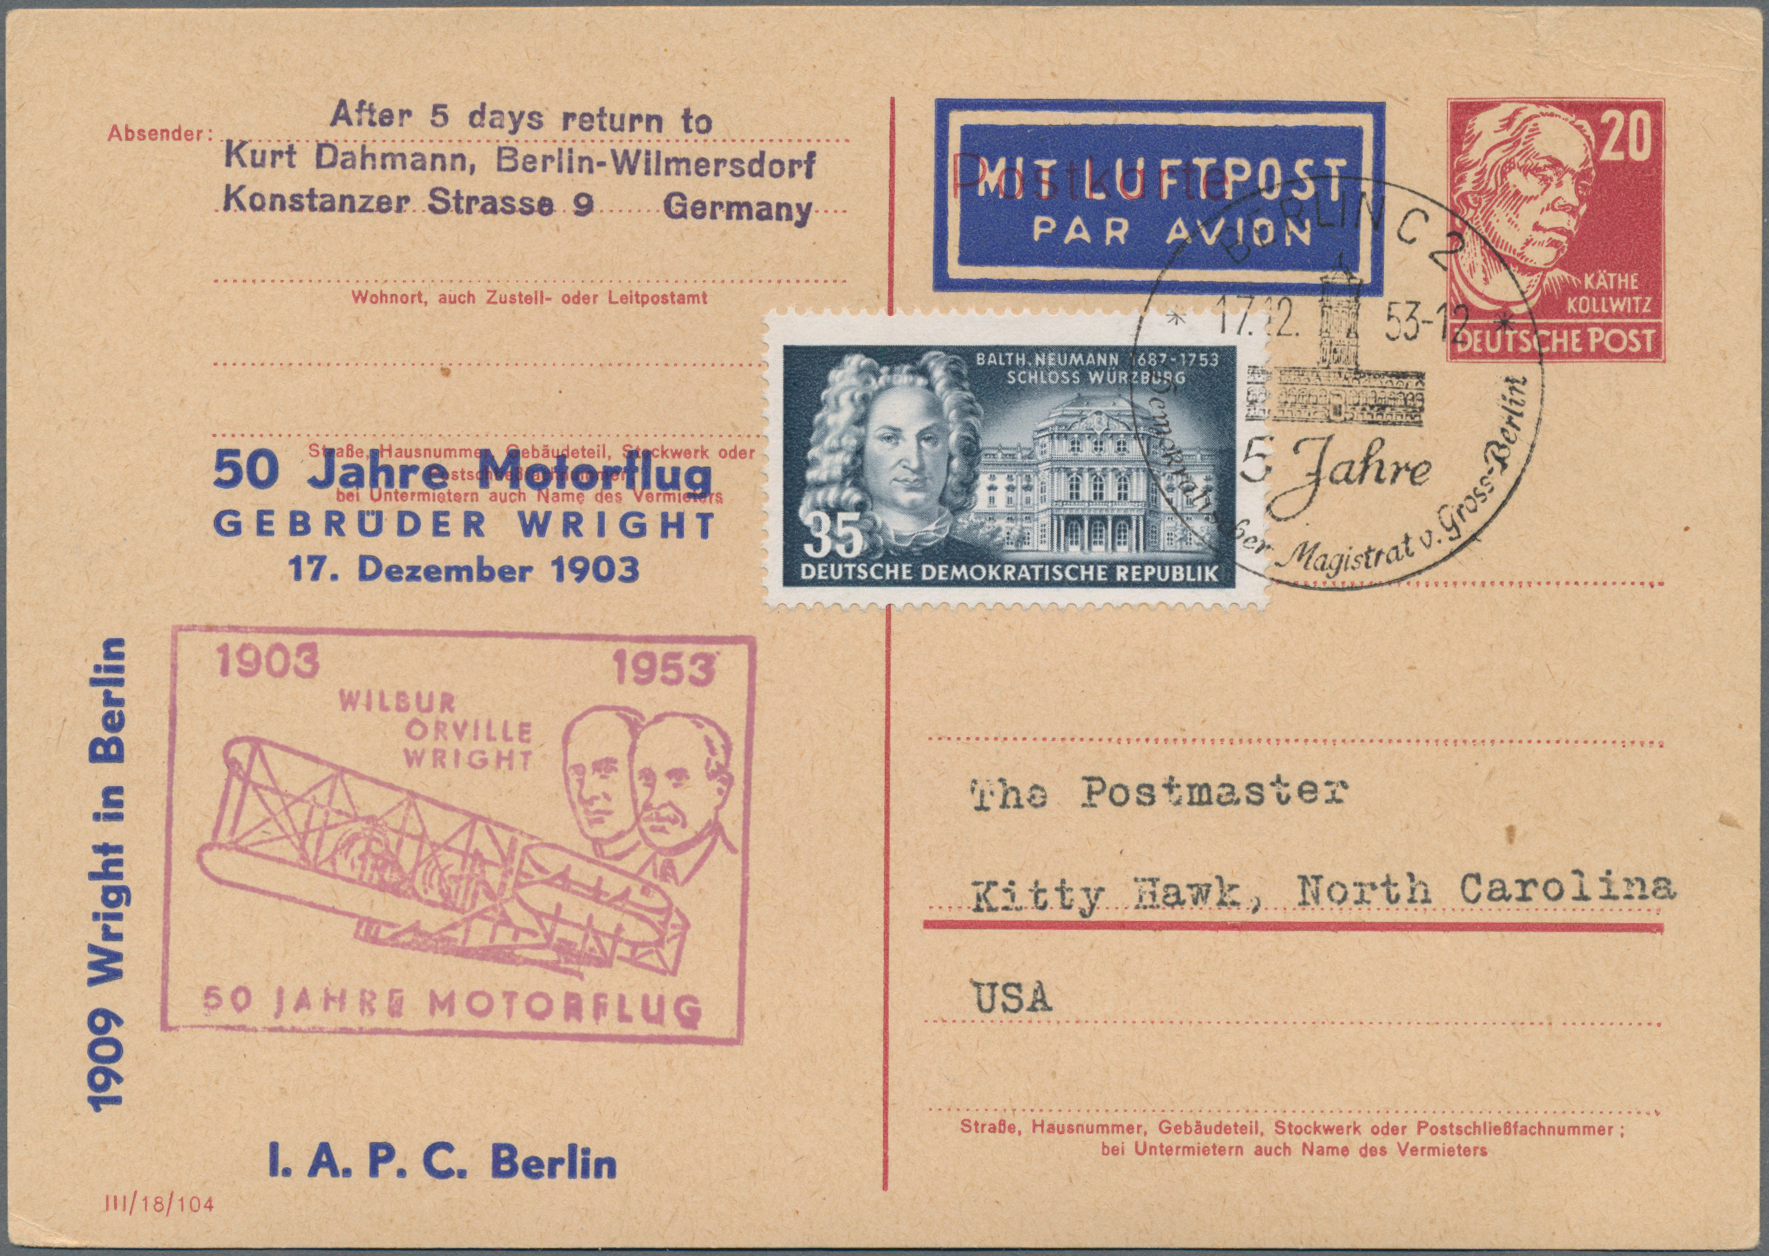 After 5 days return to
Absender:
Kurt Dahmann, Berlin-Wilmersdorf
Konstanzer Strasse 9 Germany
Wohnort, auch Zustell- oder Leitpostamt
Straße, Hausnummer, Gebäudeteil, Stockwerk oder
Postschließfachnummer
bei Untermietern auch Name des Vermieters
50 Jahre Motorflug
GEBRÜDER WRIGHT
17. Dezember 1903
1909 Wright in Berlin
1903 1953
WILBUR
ORVILLE
WRIGHT
50 JAHRE MOTORFLUG
I. A. P. C. Berlin
III/18/104
Postkarte
MIT LUFTPOST
PAR AVION
20
KÄTHE
KOLLWITZ
DEUTSCHE POST
BALTH. NEUMANN 1687-1753
SCHLOSS WÜRZBURG
35
DEUTSCHE DEMOKRATISCHE REPUBLIK
BERLIN C 2
* 17.12. 53-12 *
5 Jahre
Demokratischer Magistrat v. Gross-Berlin
The Postmaster
Kitty Hawk, North Carolina
USA
Straße, Hausnummer, Gebäudeteil, Stockwerk oder Postschließfachnummer;
bei Untermietern auch Name des Vermieters